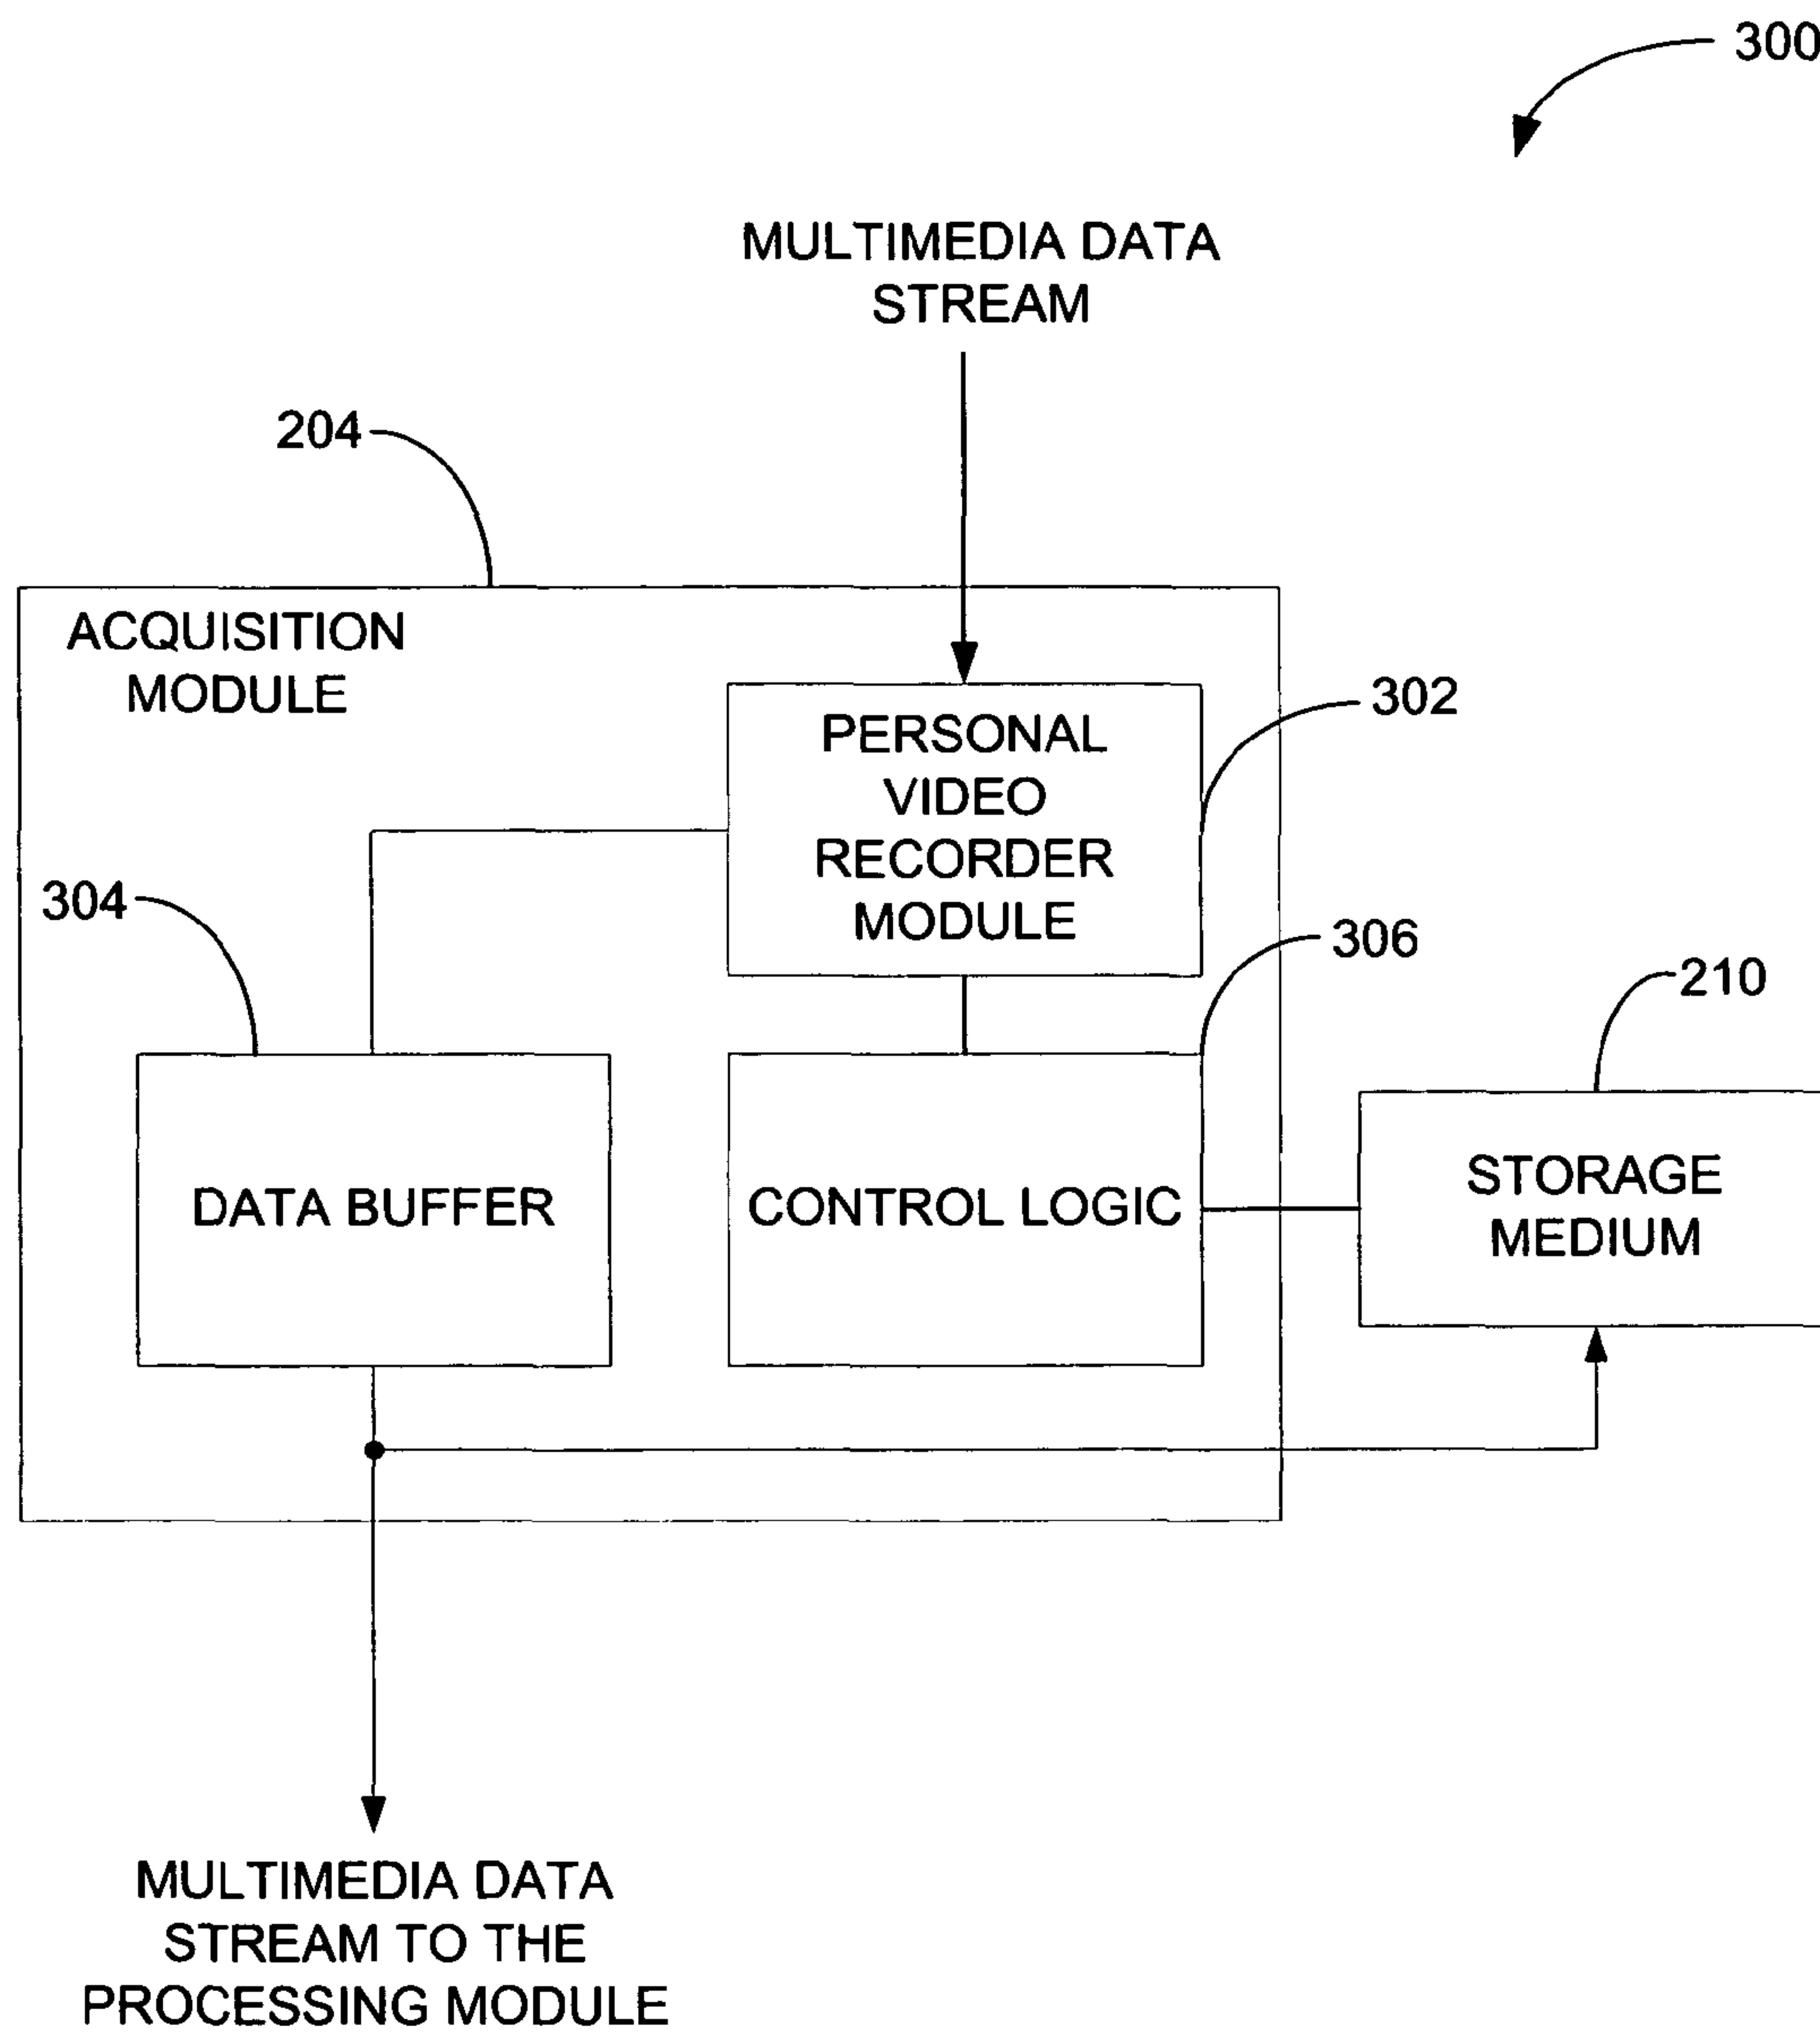 300
MULTIMEDIA DATA
STREAM
204
ACQUISITION
MODULE
PERSONAL
VIDEO
RECORDER
MODULE
302
304
306
210
DATA BUFFER
CONTROL LOGIC
STORAGE
MEDIUM
MULTIMEDIA DATA
STREAM TO THE
PROCESSING MODULE